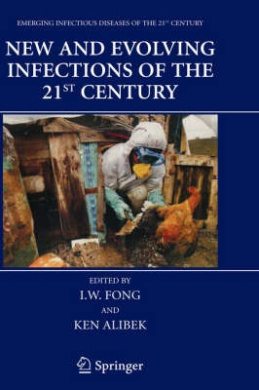 EMERGING INFECTIOUS DISEASES OF THE 21ST CENTURY
NEW AND EVOLVING
INFECTIONS OF THE
21ST CENTURY
EDITED BY
I.W. FONG
AND
KEN ALIBEK
Springer